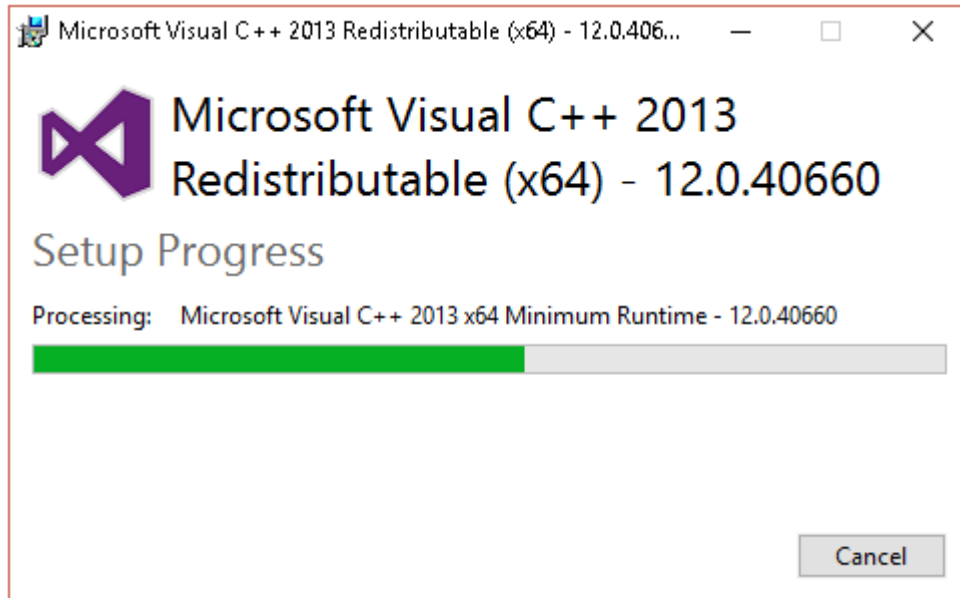 Microsoft Visual C++ 2013 Redistributable (x64) - 12.0.406...
Microsoft Visual C++ 2013
Redistributable (x64) - 12.0.40660
Setup Progress
Processing: Microsoft Visual C++ 2013 x64 Minimum Runtime - 12.0.40660
Cancel